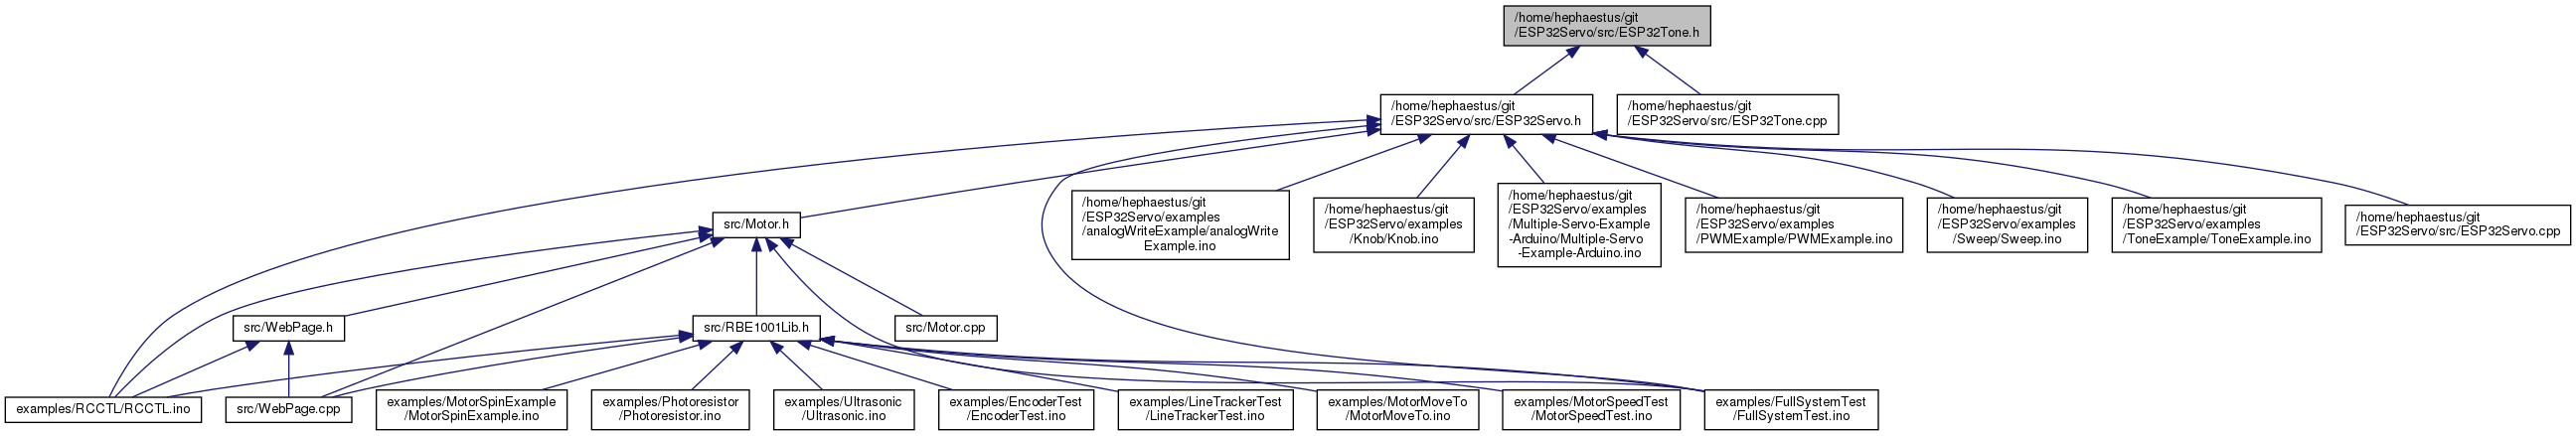 /home/hephaestus/git
/ESP32Servo/src/ESP32Tone.h
/home/hephaestus/git
/ESP32Servo/src/ESP32Servo.h
/home/hephaestus/git
/ESP32Servo/src/ESP32Tone.cpp
src/Motor.h
/home/hephaestus/git
/ESP32Servo/examples
/analogWriteExample/analogWrite
Example.ino
/home/hephaestus/git
/ESP32Servo/examples
/Knob/Knob.ino
/home/hephaestus/git
/ESP32Servo/examples
/Multiple-Servo-Example
-Arduino/Multiple-Servo
-Example-Arduino.ino
/home/hephaestus/git
/ESP32Servo/examples
/PWMExample/PWMExample.ino
/home/hephaestus/git
/ESP32Servo/examples
/Sweep/Sweep.ino
/home/hephaestus/git
/ESP32Servo/examples
/ToneExample/ToneExample.ino
/home/hephaestus/git
/ESP32Servo/src/ESP32Servo.cpp
src/WebPage.h
src/RBE1001Lib.h
src/Motor.cpp
examples/RCCTL/RCCTL.ino
src/WebPage.cpp
examples/MotorSpinExample
/MotorSpinExample.ino
examples/Photoresistor
/Photoresistor.ino
examples/Ultrasonic
/Ultrasonic.ino
examples/EncoderTest
/EncoderTest.ino
examples/LineTrackerTest
/LineTrackerTest.ino
examples/MotorMoveTo
/MotorMoveTo.ino
examples/MotorSpeedTest
/MotorSpeedTest.ino
examples/FullSystemTest
/FullSystemTest.ino